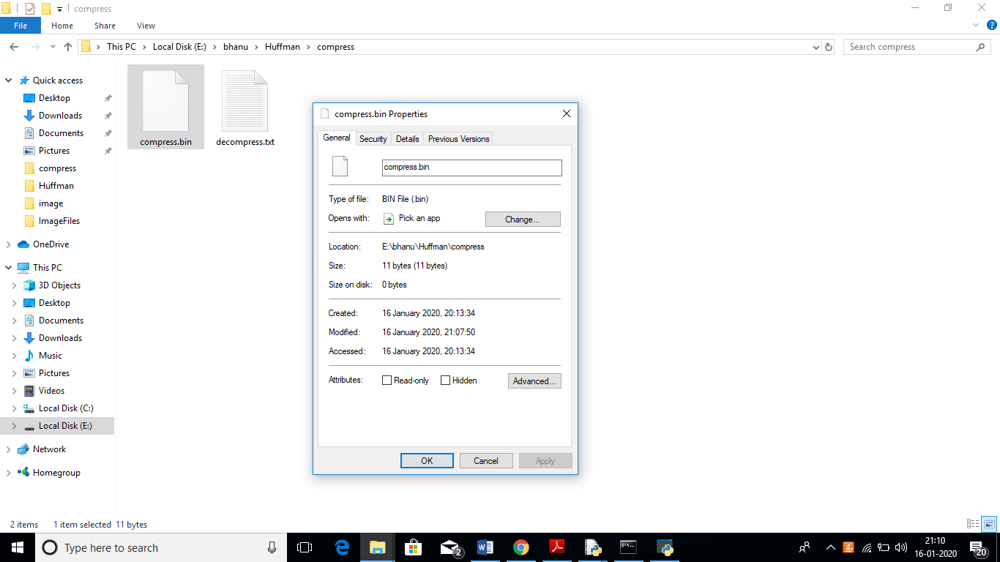 compress
File Home Share View
This PC Local Disk (E:) bhanu Huffman compress
Search compress
Quick access
Desktop
Downloads
Documents
Pictures
compress
Huffman
image
ImageFiles
OneDrive
This PC
3D Objects
Desktop
Documents
Downloads
Music
Pictures
Videos
Local Disk (C:)
Local Disk (E:)
Network
Homegroup
compress.bin decompress.txt
compress.bin Properties
General Security Details Previous Versions
compress.bin
Type of file: BIN File (.bin)
Opens with: Pick an app Change...
Location: E:\bhanu\Huffman\compress
Size: 11 bytes (11 bytes)
Size on disk: 0 bytes
Created: 16 January 2020, 20:13:34
Modified: 16 January 2020, 21:07:50
Accessed: 16 January 2020, 20:13:34
Attributes: Read-only Hidden Advanced...
OK Cancel Apply
2 items 1 item selected 11 bytes
Type here to search
2
21:10
16-01-2020
20